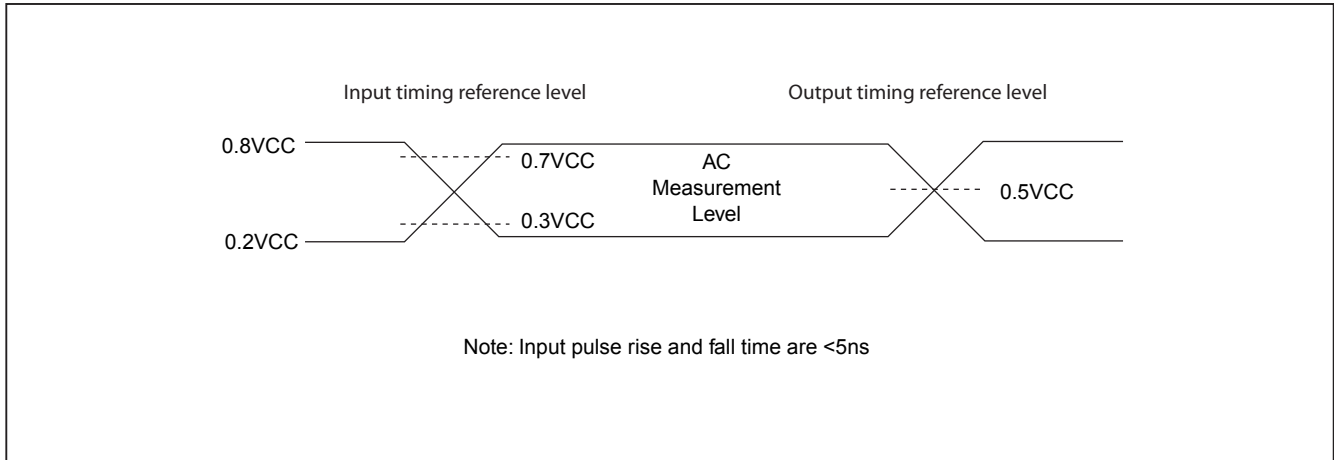 Input timing reference level
Output timing reference level
0.8VCC
0.7VCC
AC
Measurement
Level
0.5VCC
0.3VCC
0.2VCC
Note: Input pulse rise and fall time are <5ns